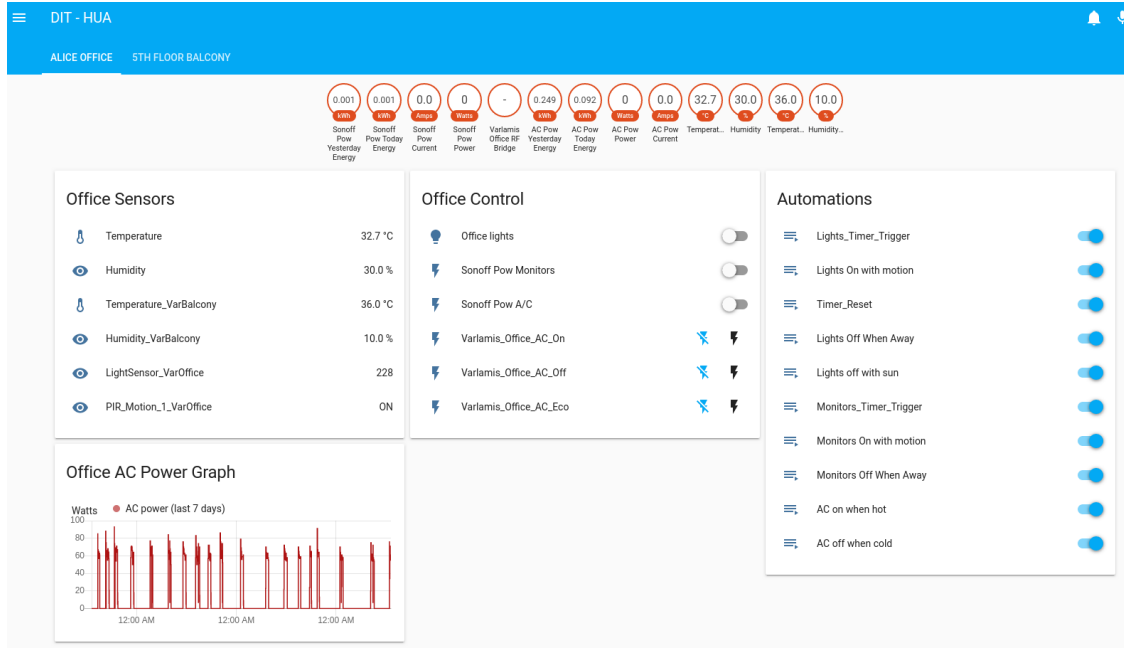 DIT - HUA
ALICE OFFICE 5TH FLOOR BALCONY
0.001 0.001 0.0 0 - 0.249 0.092 0 0.0 32.7 30.0 36.0 10.0
kWh kWh Amps Watts kWh kWh Watts Amps °C % °C %
Sonoff Sonoff Sonoff Sonoff Varlamis AC Pow AC Pow AC Pow AC Pow Temperat... Humidity Temperat... Humidity...
Pow Pow Today Pow Pow Office RF Yesterday Today Power Current
Yesterday Energy Current Power Bridge Energy Energy
Energy
Office Sensors
Temperature 32.7 °C
Humidity 30.0 %
Temperature_VarBalcony 36.0 °C
Humidity_VarBalcony 10.0 %
LightSensor_VarOffice 228
PIR_Motion_1_VarOffice ON
Office Control
Office lights
Sonoff Pow Monitors
Sonoff Pow A/C
Varlamis_Office_AC_On
Varlamis_Office_AC_Off
Varlamis_Office_AC_Eco
Automations
Lights_Timer_Trigger
Lights On with motion
Timer_Reset
Lights Off When Away
Lights off with sun
Monitors_Timer_Trigger
Monitors On with motion
Monitors Off When Away
AC on when hot
AC off when cold
Office AC Power Graph
Watts AC power (last 7 days)
100
80
60
40
20
0
12:00 AM 12:00 AM 12:00 AM